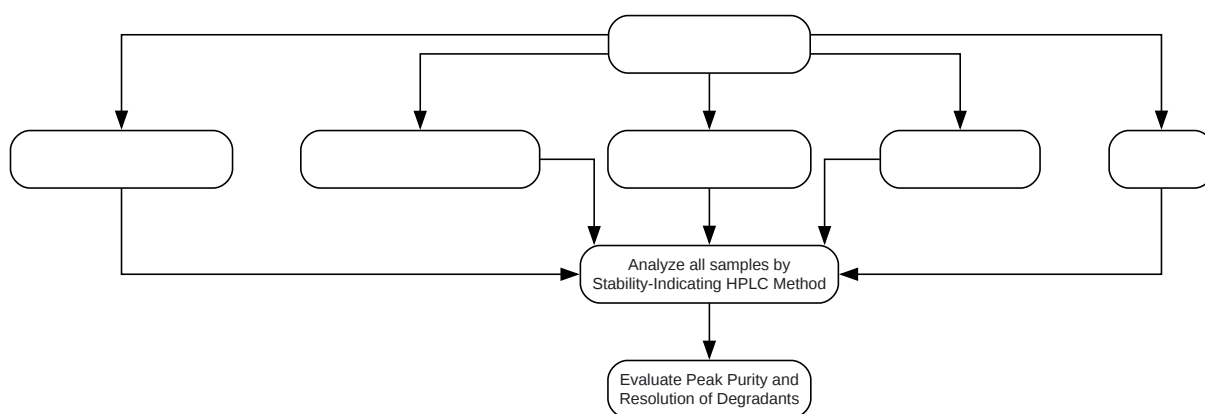 Analyze all samples by
Stability-Indicating HPLC Method
Evaluate Peak Purity and
Resolution of Degradants